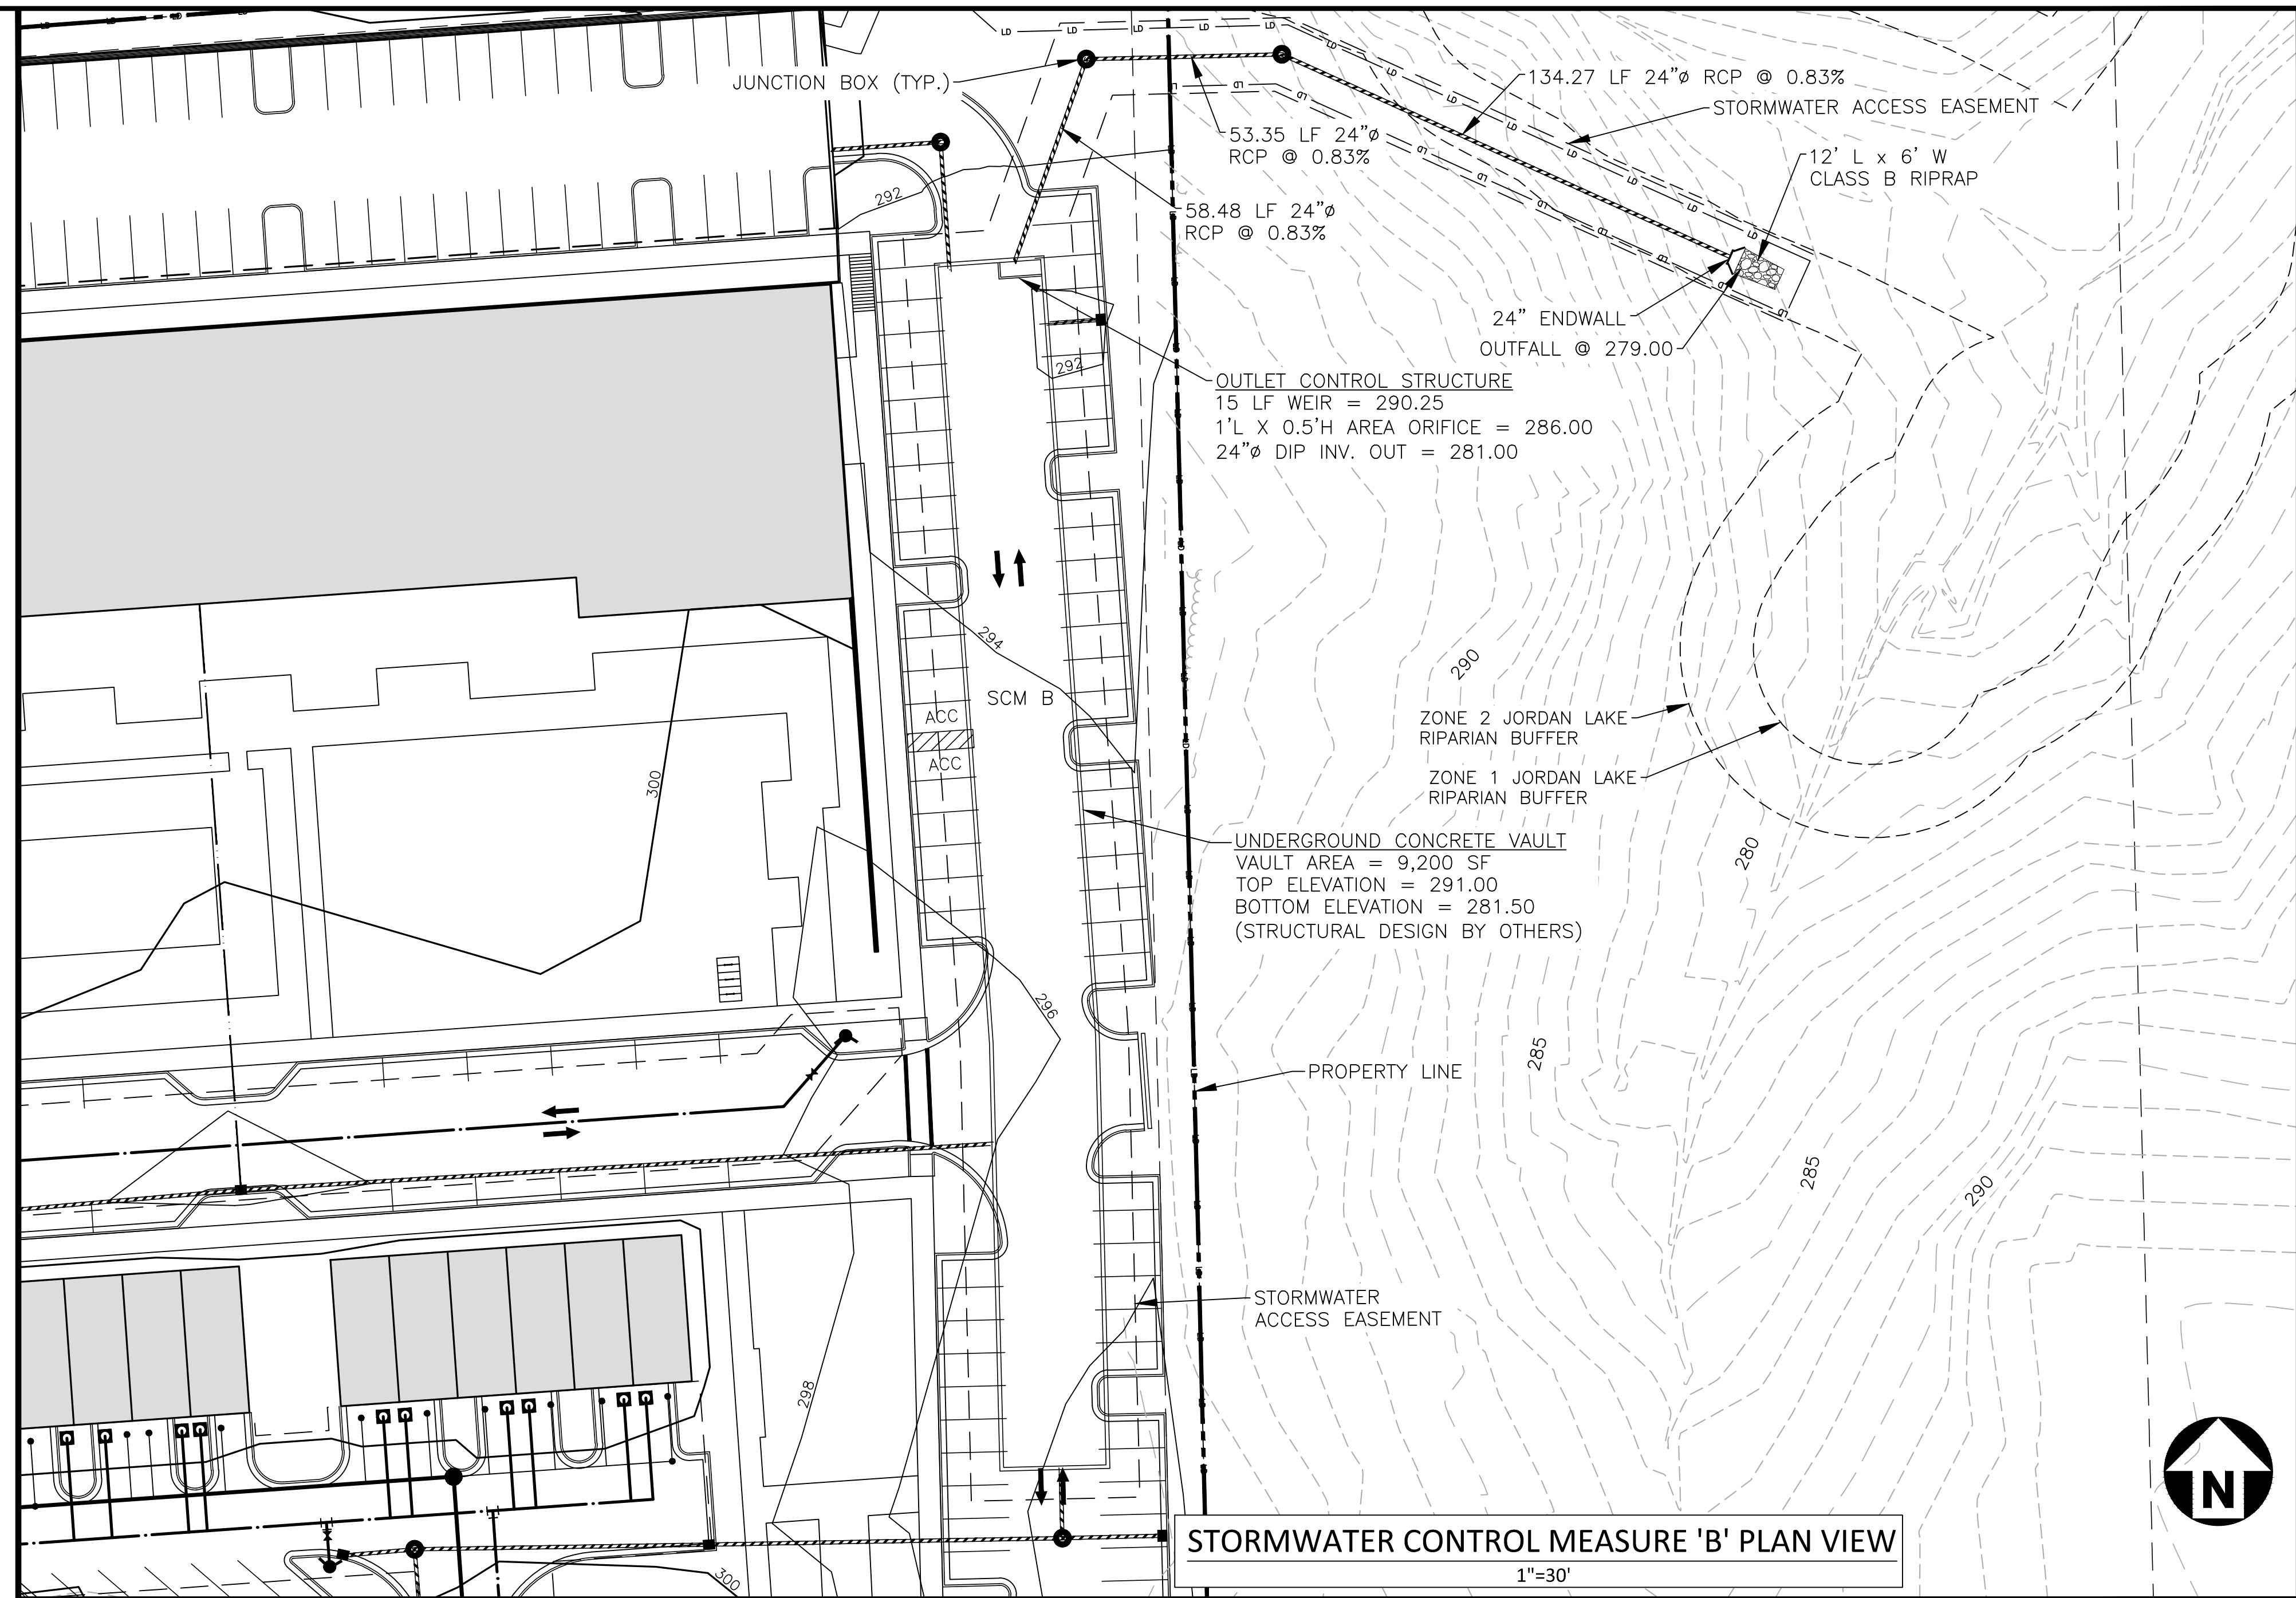 JUNCTION BOX (TYP.)
134.27 LF 24"ø RCP @ 0.83%
STORMWATER ACCESS EASEMENT
53.35 LF 24"ø
RCP @ 0.83%
12' L x 6' W
CLASS B RIPRAP
58.48 LF 24"ø
RCP @ 0.83%
292
24" ENDWALL
OUTFALL @ 279.00
292
OUTLET CONTROL STRUCTURE
15 LF WEIR = 290.25
1'L X 0.5'H AREA ORIFICE = 286.00
24"ø DIP INV. OUT = 281.00
294
290
SCM B
ACC
ACC
ZONE 2 JORDAN LAKE
RIPARIAN BUFFER
ZONE 1 JORDAN LAKE
RIPARIAN BUFFER
300
280
UNDERGROUND CONCRETE VAULT
VAULT AREA = 9,200 SF
TOP ELEVATION = 291.00
BOTTOM ELEVATION = 281.50
(STRUCTURAL DESIGN BY OTHERS)
296
285
PROPERTY LINE
285
290
STORMWATER
ACCESS EASEMENT
298
300
N
STORMWATER CONTROL MEASURE 'B' PLAN VIEW
1"=30'